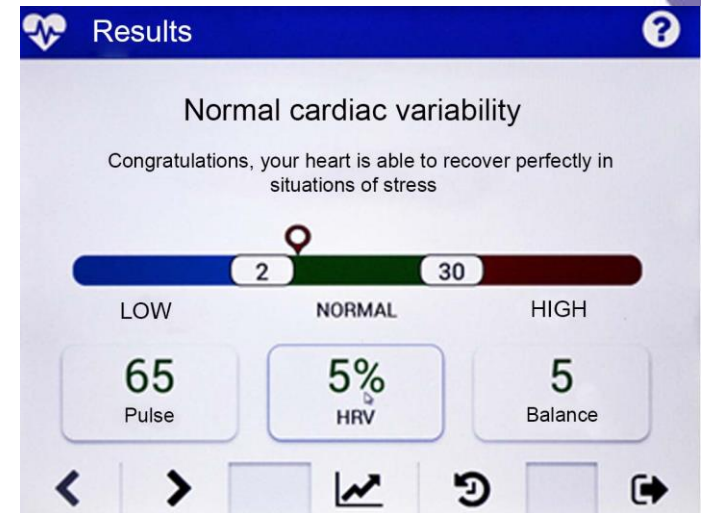 Results
?
Normal cardiac variability
Congratulations, your heart is able to recover perfectly in
situations of stress
2
30
LOW
NORMAL
HIGH
65
5%
5
Pulse
HRV
Balance